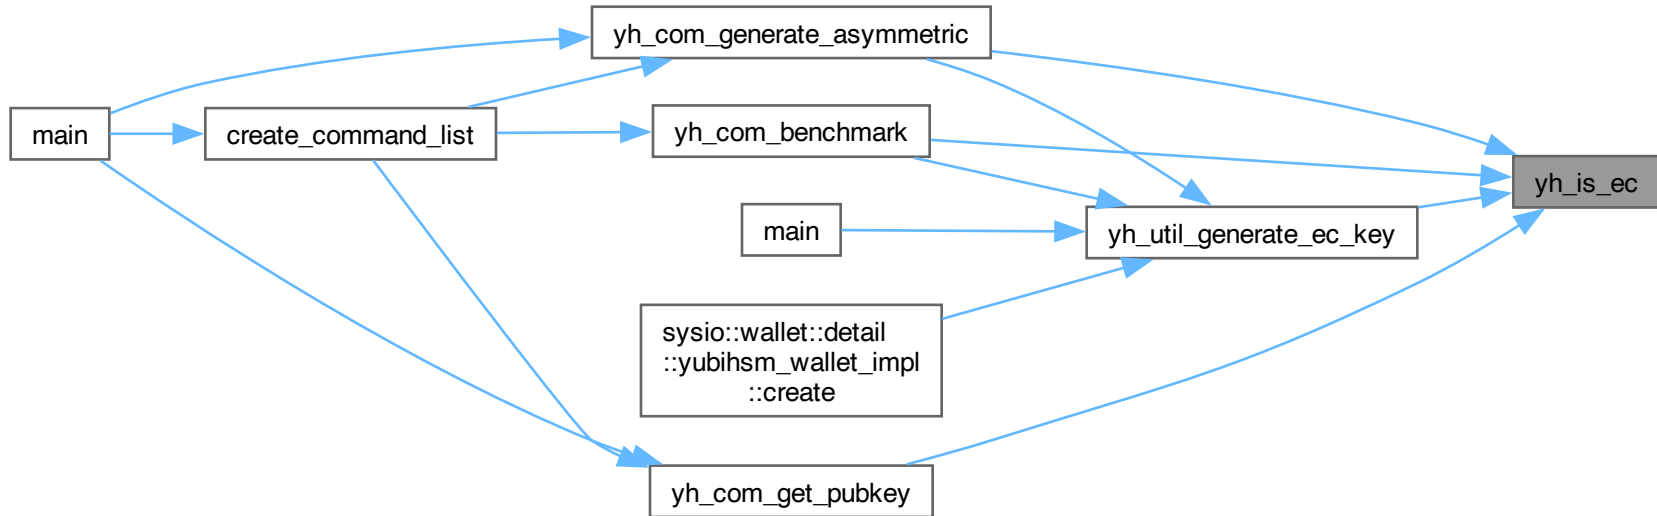 yh_com_generate_asymmetric
main
create_command_list
yh_com_benchmark
yh_is_ec
main
yh_util_generate_ec_key
sysio::wallet::detail
::yubihsm_wallet_impl
::create
yh_com_get_pubkey